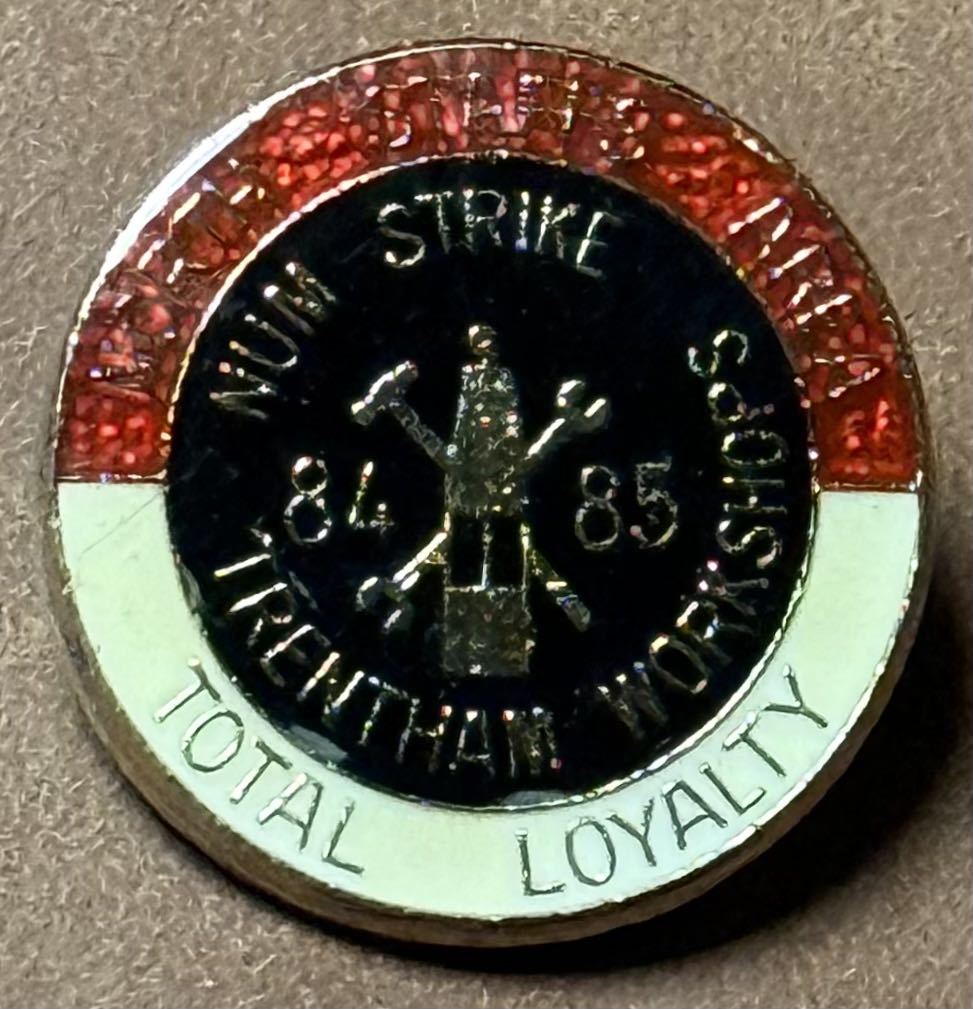 NUM STRIKE
84 85
TRENTHAM WORKSHOPS
TOTAL LOYALTY